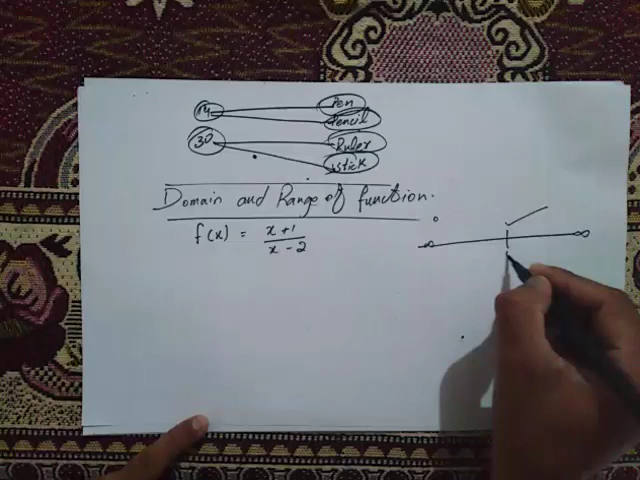 14 Pen
Pencil
30 Ruler
stick
Domain and Range of function.
f(x) = x+1 / x-2
-∞ ∞